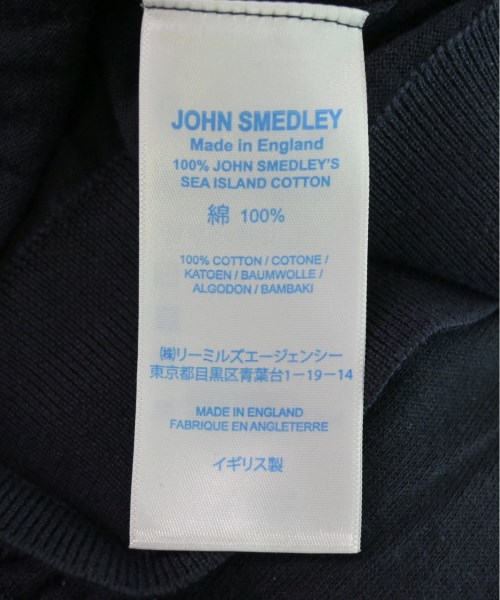 JOHN SMEDLEY
Made in England
100% JOHN SMEDLEY'S
SEA ISLAND COTTON
綿 100%
100% COTTON / COTONE /
KATOEN / BAUMWOLLE /
ALGODON / BAMBAKI
㈱リーミルズエージェンシー
東京都目黒区青葉台1-19-14
MADE IN ENGLAND
FABRIQUE EN ANGLETERRE
イギリス製